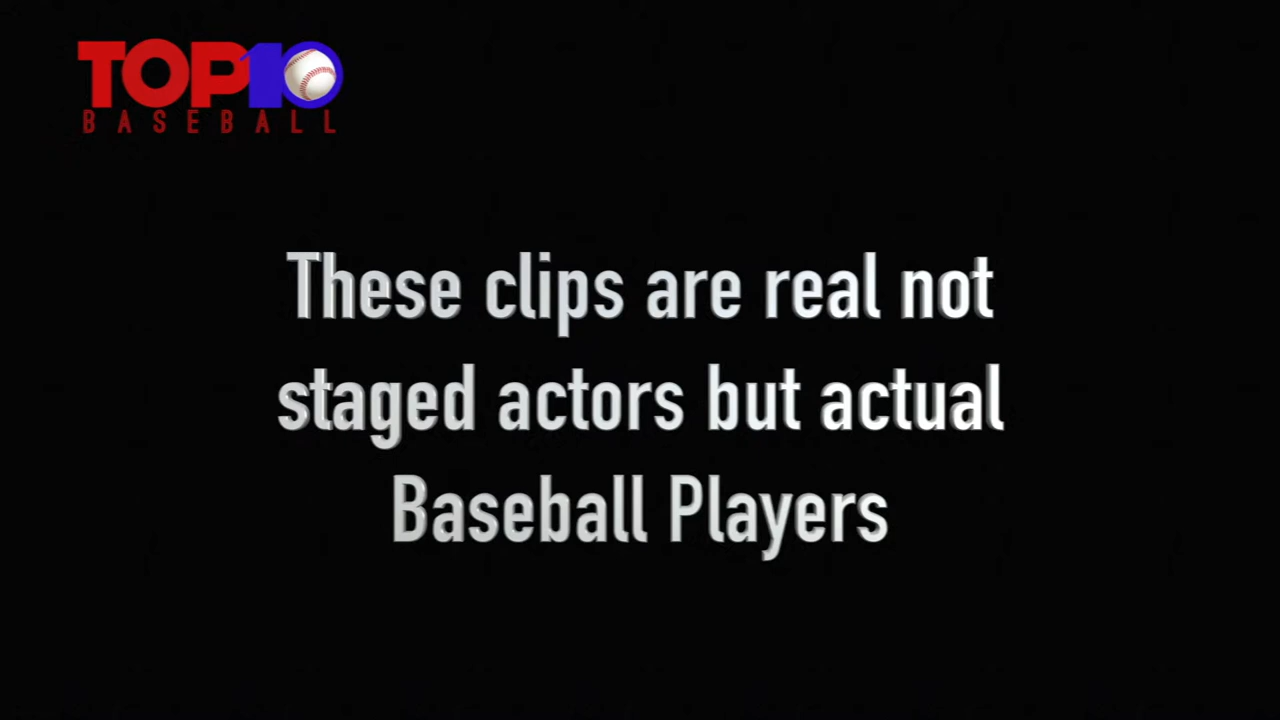 TOP10
BASEBALL
These clips are real not
staged actors but actual
Baseball Players